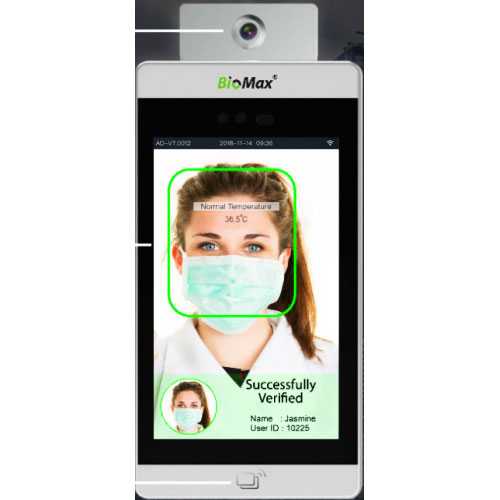 BioMax®
AD-VT.0012 2018-11-14 09:36
Normal Temperature
36.5°C
Successfully
Verified
Name : Jasmine
User ID : 10225